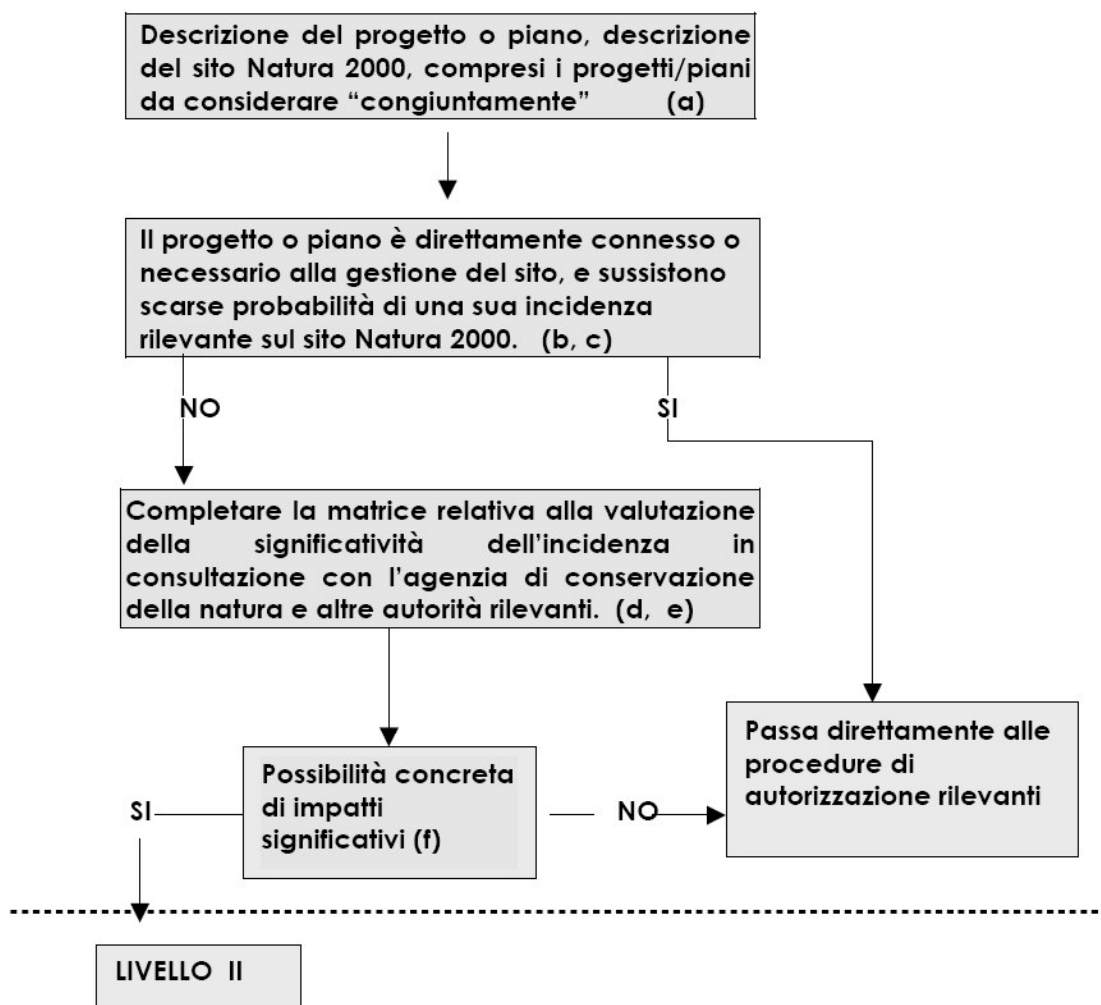 Descrizione del progetto o piano, descrizione
del sito Natura 2000, compresi i progetti/piani
da considerare “congiuntamente” (a)
Il progetto o piano è direttamente connesso o
necessario alla gestione del sito, e sussistono
scarse probabilità di una sua incidenza
rilevante sul sito Natura 2000. (b, c)
NO
SI
Completare la matrice relativa alla valutazione
della significatività dell’incidenza in
consultazione con l’agenzia di conservazione
della natura e altre autorità rilevanti. (d, e)
Passa direttamente alle
procedure di
autorizzazione rilevanti
Possibilità concreta
di impatti
significativi (f)
SI
NO
LIVELLO II